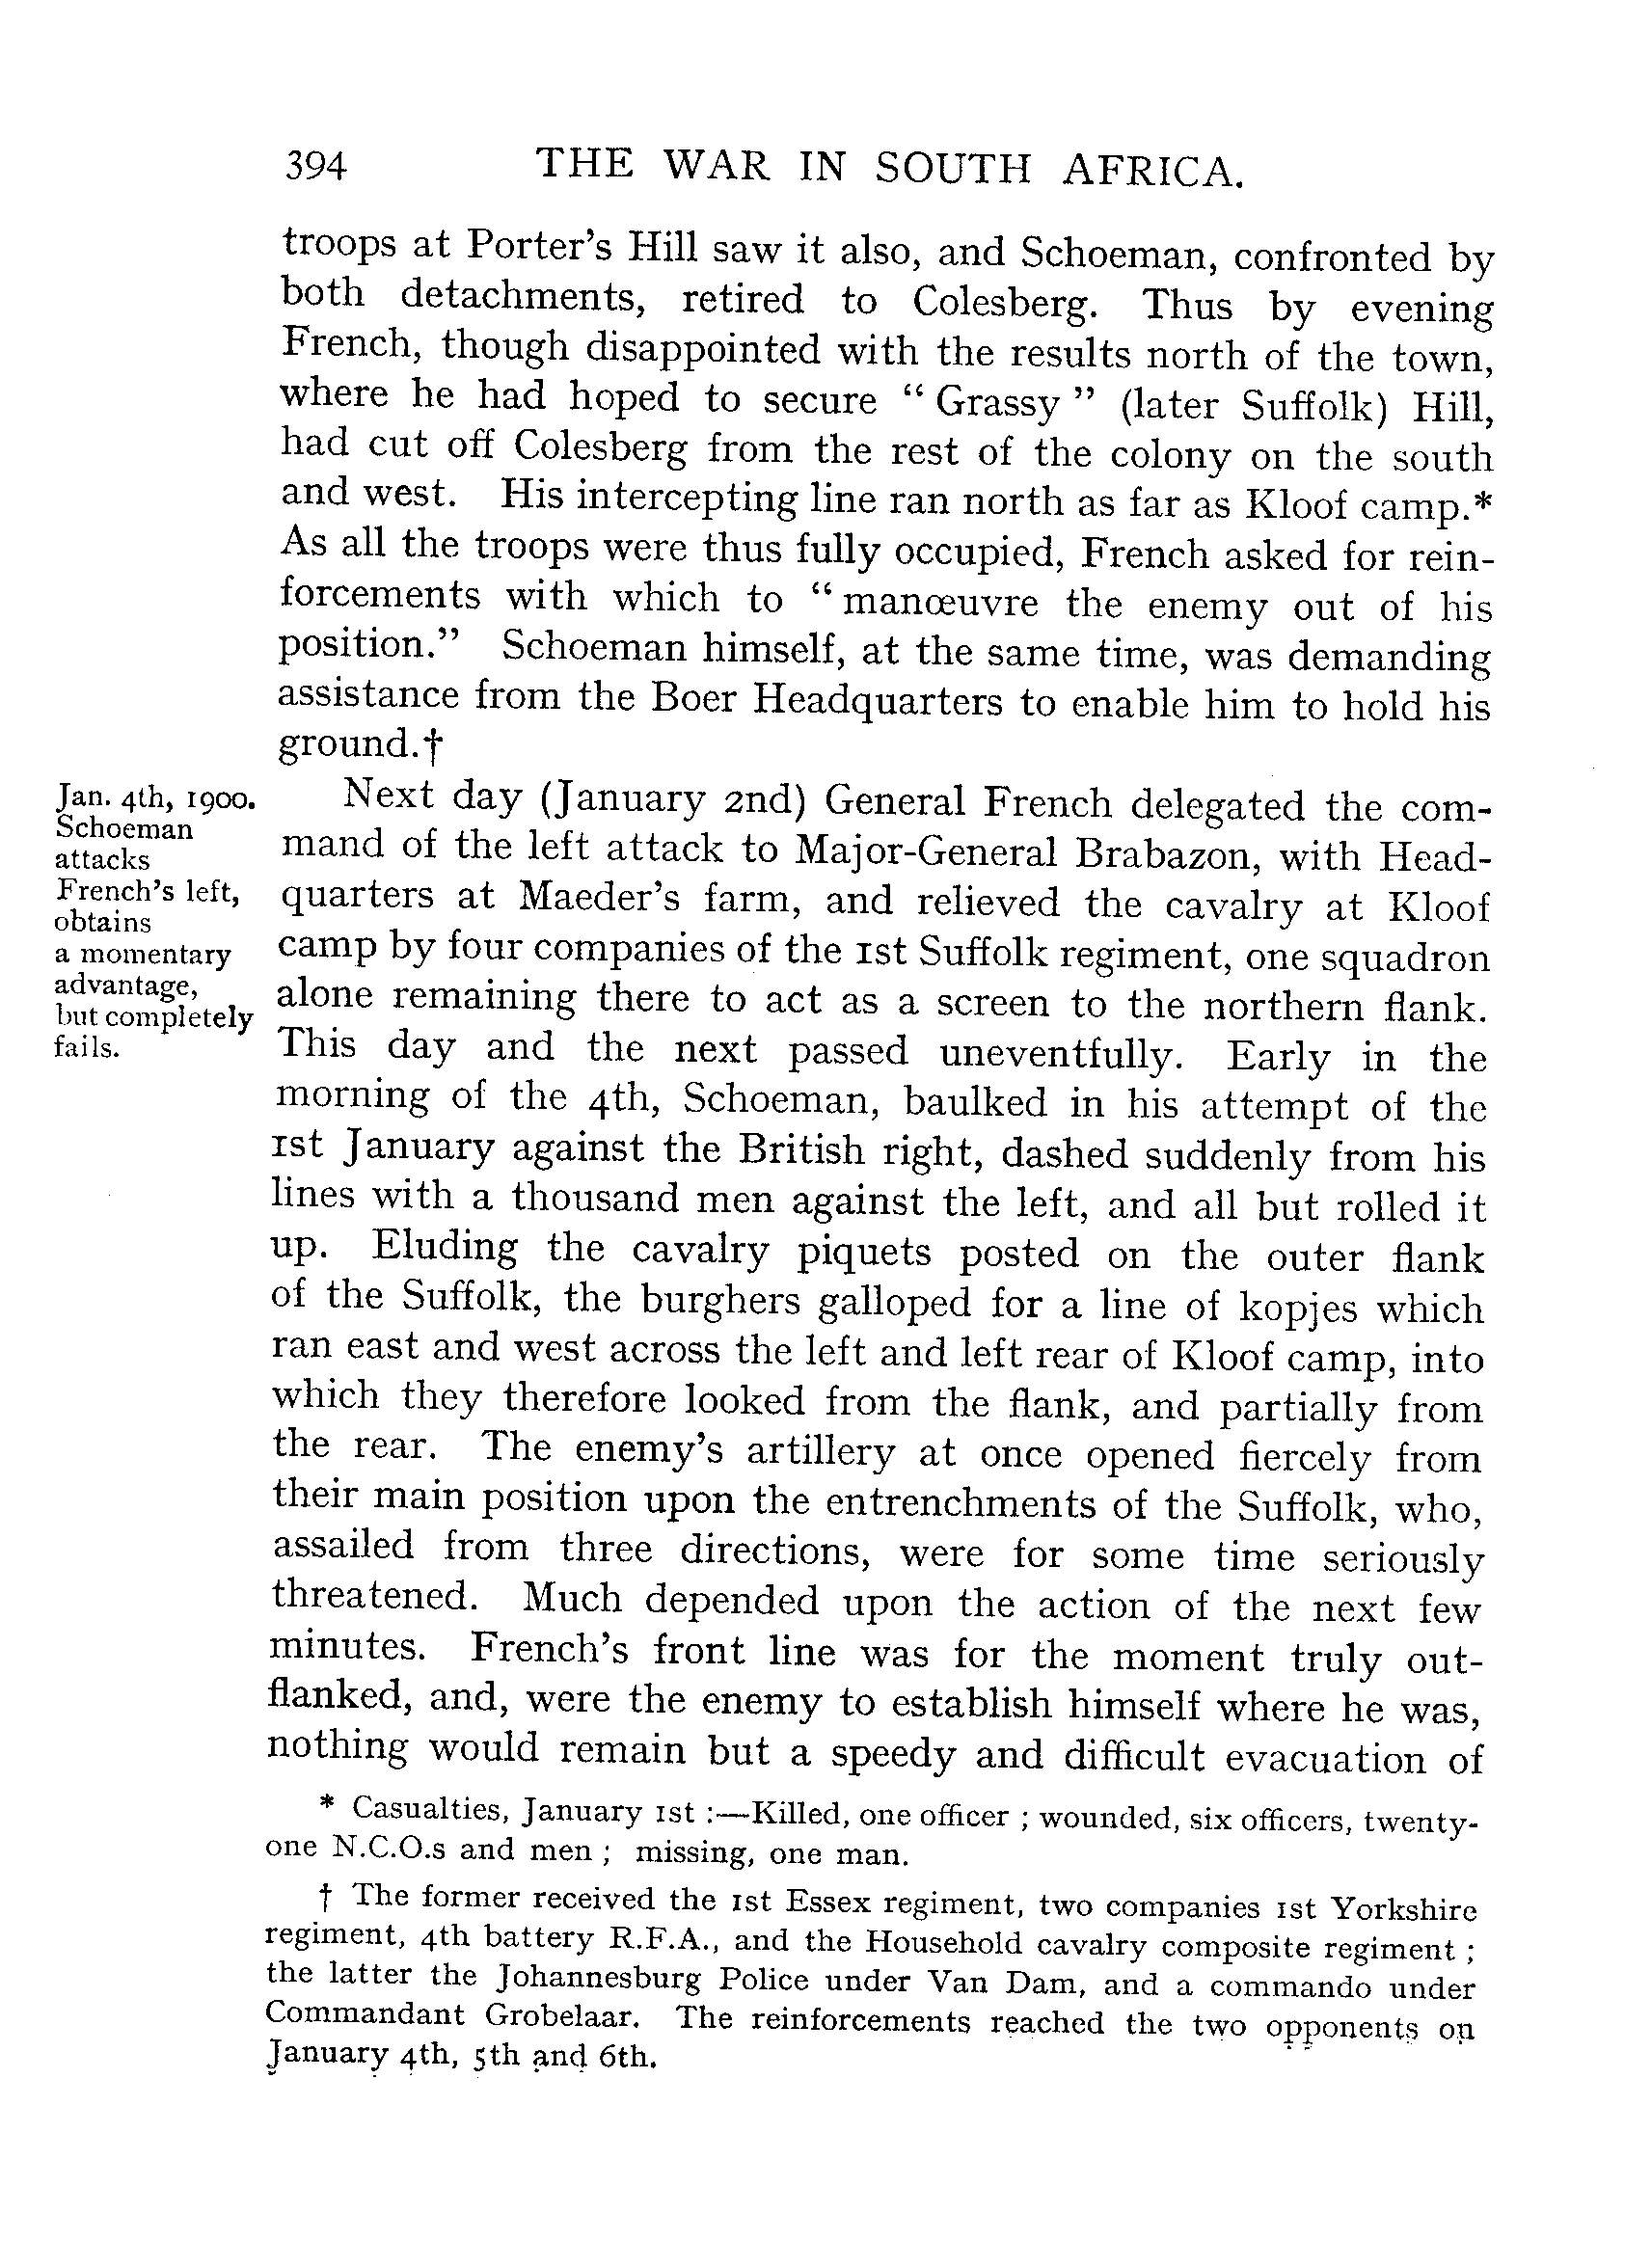 394 THE WAR IN SOUTH AFRICA.
troops at Porter's Hill saw it also, and Schoeman, confronted by
both detachments, retired to Colesberg. Thus by evening
French, though disappointed with the results north of the town,
where he had hoped to secure “ Grassy ” (later Suffolk) Hill,
had cut off Colesberg from the rest of the colony on the south
and west. His intercepting line ran north as far as Kloof camp.*
As all the troops were thus fully occupied, French asked for rein-
forcements with which to “ manœuvre the enemy out of his
position.” Schoeman himself, at the same time, was demanding
assistance from the Boer Headquarters to enable him to hold his
ground.†
Jan. 4th, 1900.
Schoeman
attacks
French's left,
obtains
a momentary
advantage,
but completely
fails.
Next day (January 2nd) General French delegated the com-
mand of the left attack to Major-General Brabazon, with Head-
quarters at Maeder's farm, and relieved the cavalry at Kloof
camp by four companies of the 1st Suffolk regiment, one squadron
alone remaining there to act as a screen to the northern flank.
This day and the next passed uneventfully. Early in the
morning of the 4th, Schoeman, baulked in his attempt of the
1st January against the British right, dashed suddenly from his
lines with a thousand men against the left, and all but rolled it
up. Eluding the cavalry piquets posted on the outer flank
of the Suffolk, the burghers galloped for a line of kopjes which
ran east and west across the left and left rear of Kloof camp, into
which they therefore looked from the flank, and partially from
the rear. The enemy's artillery at once opened fiercely from
their main position upon the entrenchments of the Suffolk, who,
assailed from three directions, were for some time seriously
threatened. Much depended upon the action of the next few
minutes. French's front line was for the moment truly out-
flanked, and, were the enemy to establish himself where he was,
nothing would remain but a speedy and difficult evacuation of
* Casualties, January 1st :—Killed, one officer ; wounded, six officers, twenty-
one N.C.O.s and men ; missing, one man.
† The former received the 1st Essex regiment, two companies 1st Yorkshire
regiment, 4th battery R.F.A., and the Household cavalry composite regiment ;
the latter the Johannesburg Police under Van Dam, and a commando under
Commandant Grobelaar. The reinforcements reached the two opponents on
January 4th, 5th and 6th.